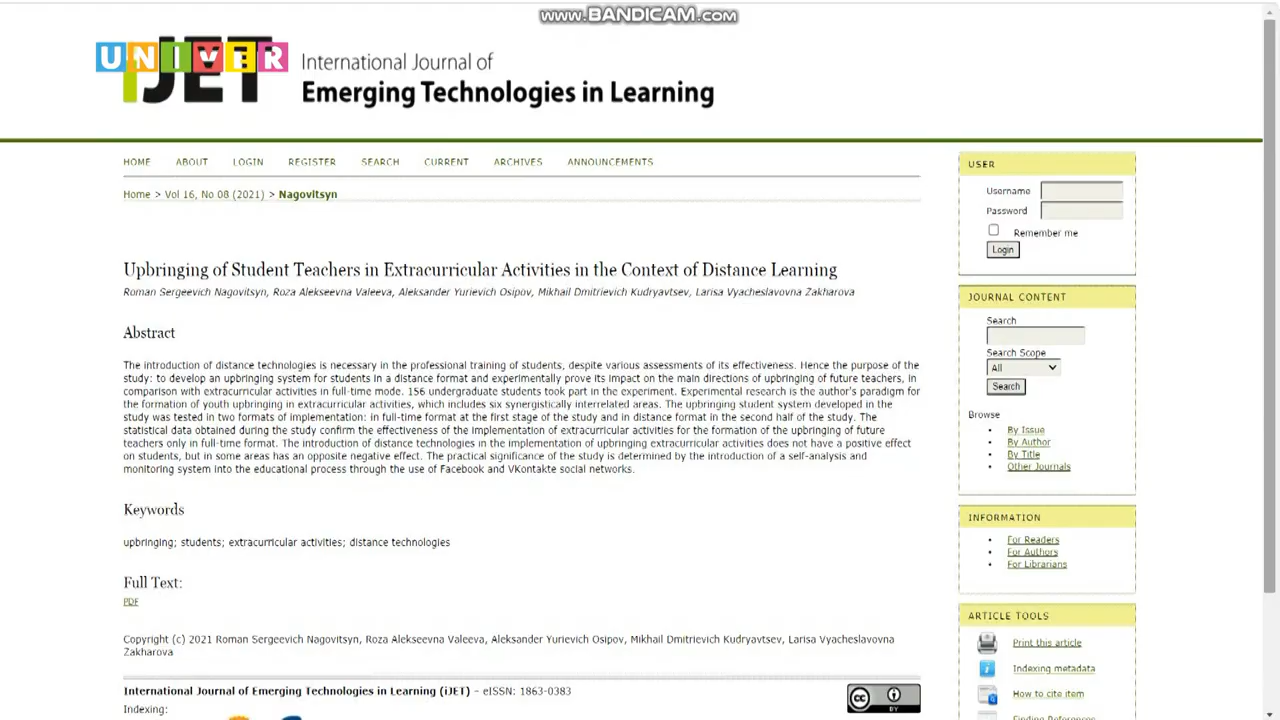 www.BANDICAM.com
UNIVER
iJET
International Journal of
Emerging Technologies in Learning
HOME ABOUT LOGIN REGISTER SEARCH CURRENT ARCHIVES ANNOUNCEMENTS
Home > Vol 16, No 08 (2021) > Nagovitsyn
Upbringing of Student Teachers in Extracurricular Activities in the Context of Distance Learning
Roman Sergeevich Nagovitsyn, Roza Alekseevna Valeeva, Aleksander Yurievich Osipov, Mikhail Dmitrievich Kudryavtsev, Larisa Vyacheslavovna Zakharova
Abstract
The introduction of distance technologies is necessary in the professional training of students, despite various assessments of its effectiveness. Hence the purpose of the
study: to develop an upbringing system for students in a distance format and experimentally prove its impact on the main directions of upbringing of future teachers, in
comparison with extracurricular activities in full-time mode. 156 undergraduate students took part in the experiment. Experimental research is the author's paradigm for
the formation of youth upbringing in extracurricular activities, which includes six synergistically interrelated areas. The upbringing student system developed in the
study was tested in two formats of implementation: in full-time format at the first stage of the study and in distance format in the second half of the study. The
statistical data obtained during the study confirm the effectiveness of the implementation of extracurricular activities for the formation of the upbringing of future
teachers only in full-time format. The introduction of distance technologies in the implementation of upbringing extracurricular activities does not have a positive effect
on students, but in some areas has an opposite negative effect. The practical significance of the study is determined by the introduction of a self-analysis and
monitoring system into the educational process through the use of Facebook and VKontakte social networks.
Keywords
upbringing; students; extracurricular activities; distance technologies
Full Text:
PDF
Copyright (c) 2021 Roman Sergeevich Nagovitsyn, Roza Alekseevna Valeeva, Aleksander Yurievich Osipov, Mikhail Dmitrievich Kudryavtsev, Larisa Vyacheslavovna
Zakharova
International Journal of Emerging Technologies in Learning (iJET) – eISSN: 1863-0383
Indexing:
cc BY
USER
Username
Password
Remember me
Login
JOURNAL CONTENT
Search
Search Scope
All
Search
Browse
By Issue
By Author
By Title
Other Journals
INFORMATION
For Readers
For Authors
For Librarians
ARTICLE TOOLS
Print this article
Indexing metadata
How to cite item
Finding References